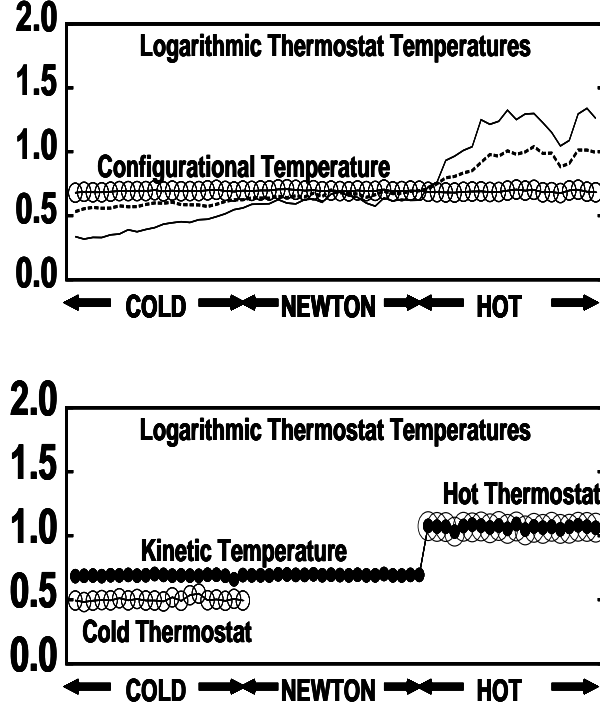 2.0
Logarithmic Thermostat Temperatures
1.5
1.0
Configurational Temperature
0.5
0.0
COLD NEWTON HOT
2.0
Logarithmic Thermostat Temperatures
1.5
Hot Thermostat
1.0
Kinetic Temperature
0.5
Cold Thermostat
0.0
COLD NEWTON HOT